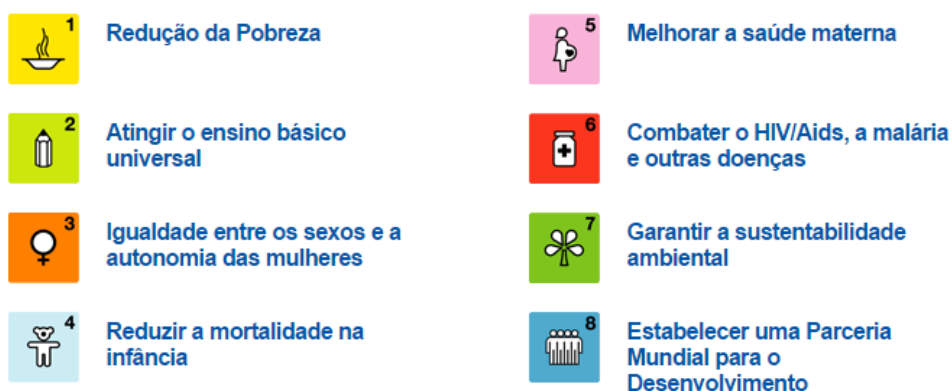 1
Redução da Pobreza
2
Atingir o ensino básico
universal
3
Igualdade entre os sexos e a
autonomia das mulheres
4
Reduzir a mortalidade na
infância
5
Melhorar a saúde materna
6
Combater o HIV/Aids, a malária
e outras doenças
7
Garantir a sustentabilidade
ambiental
8
Estabelecer uma Parceria
Mundial para o
Desenvolvimento